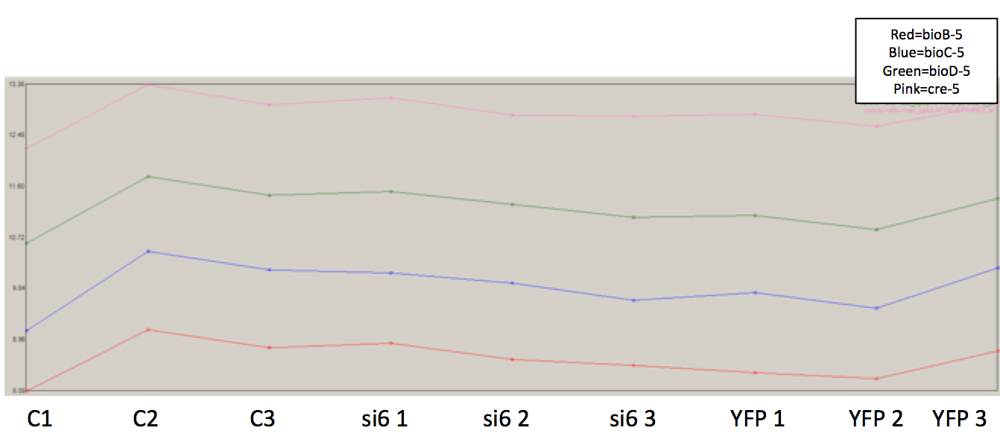 Red=bioB-5
Blue=bioC-5
Green=bioD-5
Pink=cre-5
13.36
12.48
11.60
10.72
9.84
8.96
8.08
C1 C2 C3 si6 1 si6 2 si6 3 YFP 1 YFP 2 YFP 3